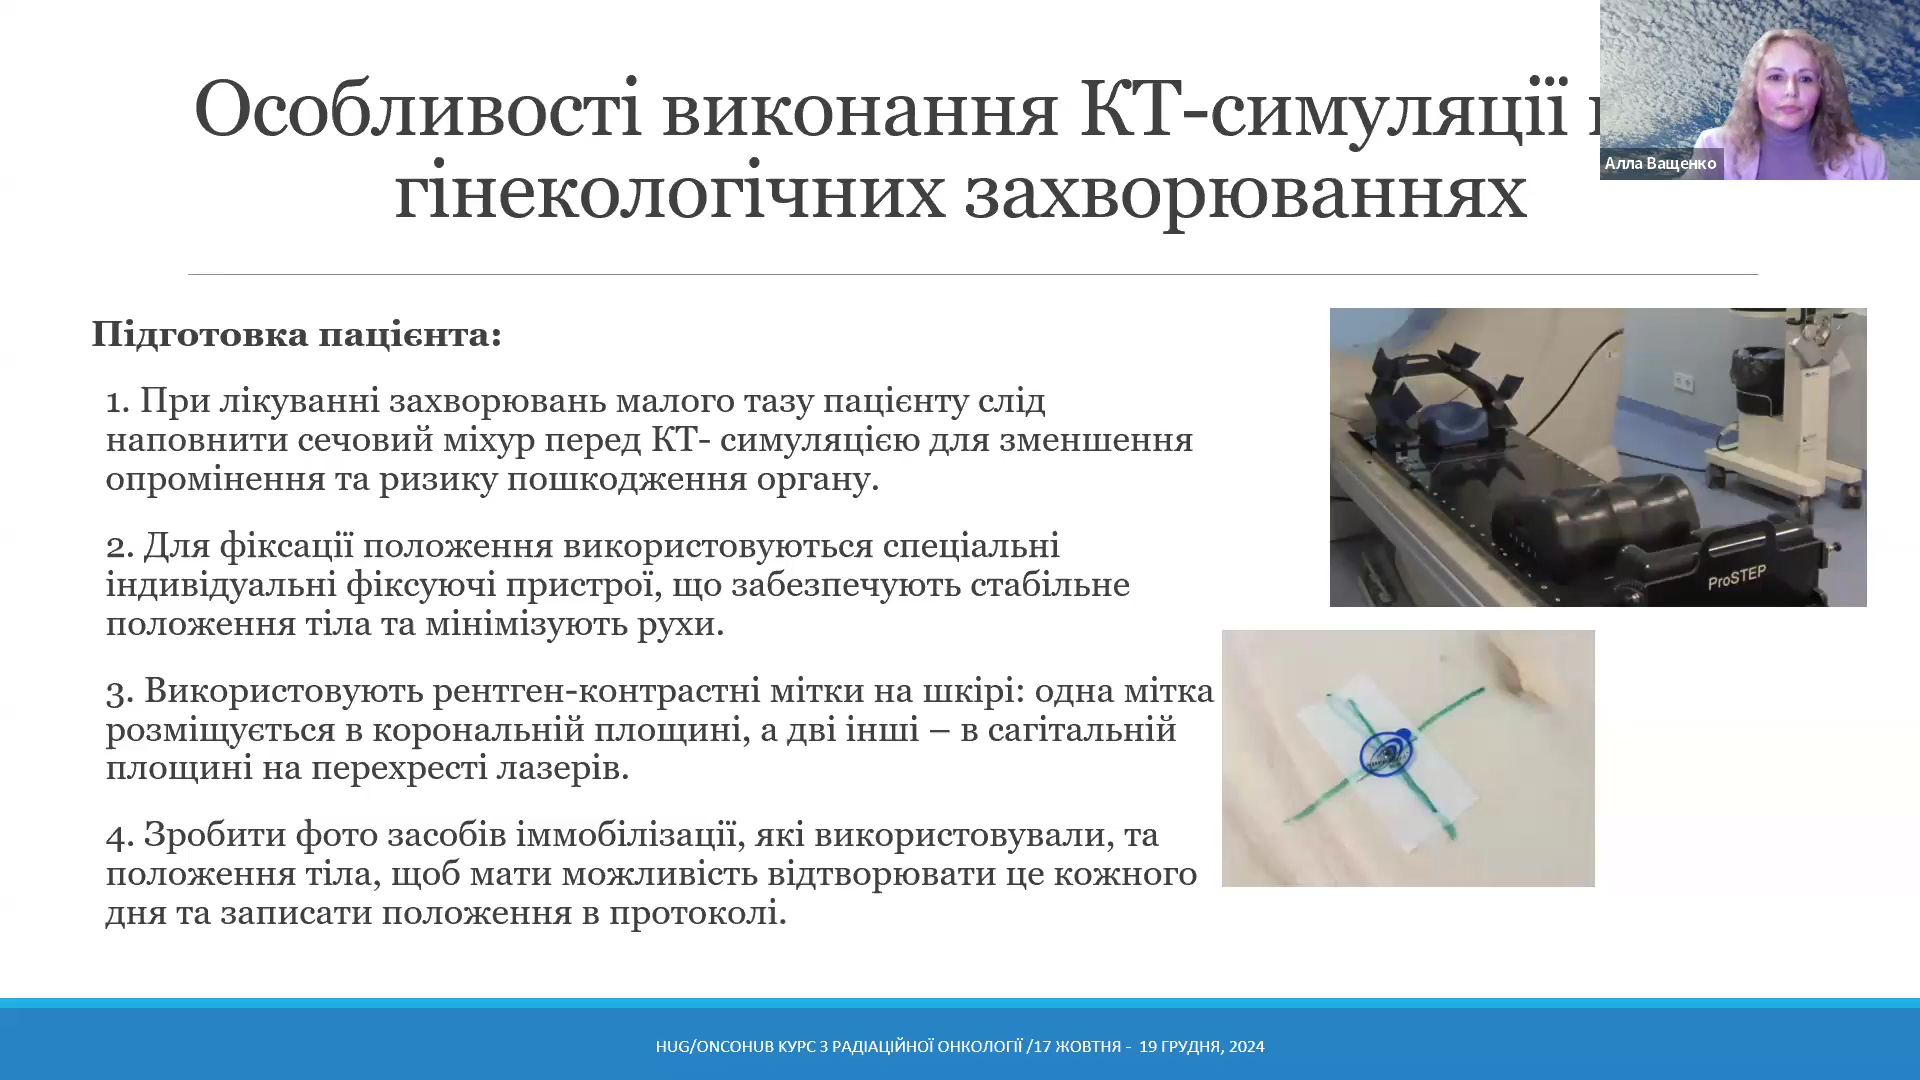 Особливості виконання КТ-симуляції
гінекологічних захворюваннях
Алла Ващенко
Підготовка пацієнта:
1. При лікуванні захворювань малого тазу пацієнту слід
наповнити сечовий міхур перед КТ- симуляцією для зменшення
опромінення та ризику пошкодження органу.
2. Для фіксації положення використовуються спеціальні
індивідуальні фіксуючі пристрої, що забезпечують стабільне
положення тіла та мінімізують рухи.
3. Використовують рентген-контрастні мітки на шкірі: одна мітка
розміщується в корональній площині, а дві інші – в сагітальній
площині на перехресті лазерів.
4. Зробити фото засобів іммобілізації, які використовували, та
положення тіла, щоб мати можливість відтворювати це кожного
дня та записати положення в протоколі.
ProSTEP
HUG/ONCOHUB КУРС З РАДІАЦІЙНОЇ ОНКОЛОГІЇ /17 ЖОВТНЯ - 19 ГРУДНЯ, 2024